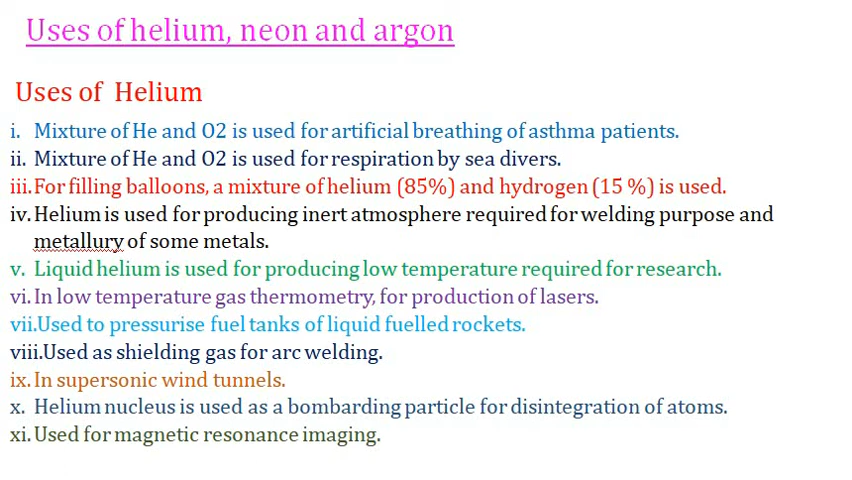 Uses of helium, neon and argon
Uses of Helium
i. Mixture of He and O2 is used for artificial breathing of asthma patients.
ii. Mixture of He and O2 is used for respiration by sea divers.
iii. For filling balloons, a mixture of helium (85%) and hydrogen (15 %) is used.
iv. Helium is used for producing inert atmosphere required for welding purpose and
metallury of some metals.
v. Liquid helium is used for producing low temperature required for research.
vi. In low temperature gas thermometry, for production of lasers.
vii.Used to pressurise fuel tanks of liquid fuelled rockets.
viii.Used as shielding gas for arc welding.
ix. In supersonic wind tunnels.
x. Helium nucleus is used as a bombarding particle for disintegration of atoms.
xi. Used for magnetic resonance imaging.